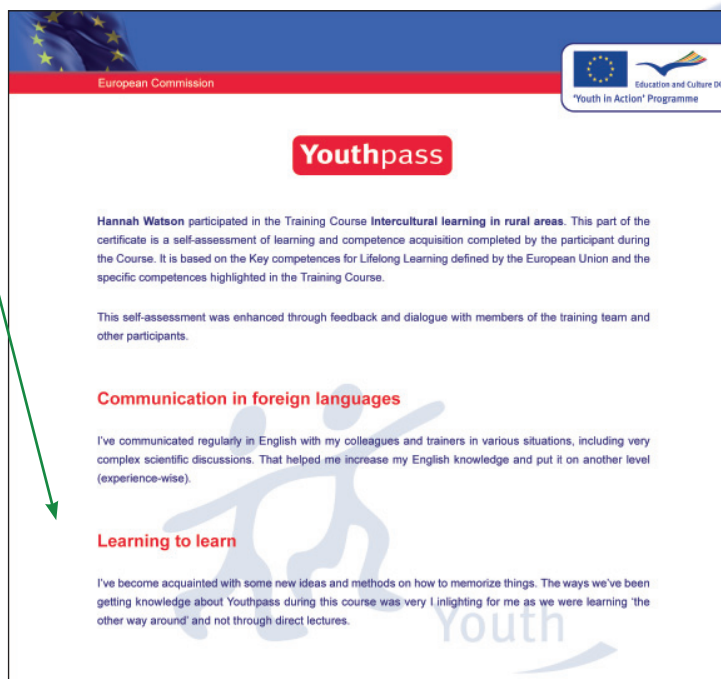 European Commission
Education and Culture DG
'Youth in Action' Programme
Youthpass
Hannah Watson participated in the Training Course Intercultural learning in rural areas. This part of the
certificate is a self-assessment of learning and competence acquisition completed by the participant during
the Course. It is based on the Key competences for Lifelong Learning defined by the European Union and the
specific competences highlighted in the Training Course.
This self-assessment was enhanced through feedback and dialogue with members of the training team and
other participants.
Communication in foreign languages
I've communicated regularly in English with my colleagues and trainers in various situations, including very
complex scientific discussions. That helped me increase my English knowledge and put it on another level
(experience-wise).
Learning to learn
I've become acquainted with some new ideas and methods on how to memorize things. The ways we've been
getting knowledge about Youthpass during this course was very I inlighting for me as we were learning 'the
other way around' and not through direct lectures.
Youth